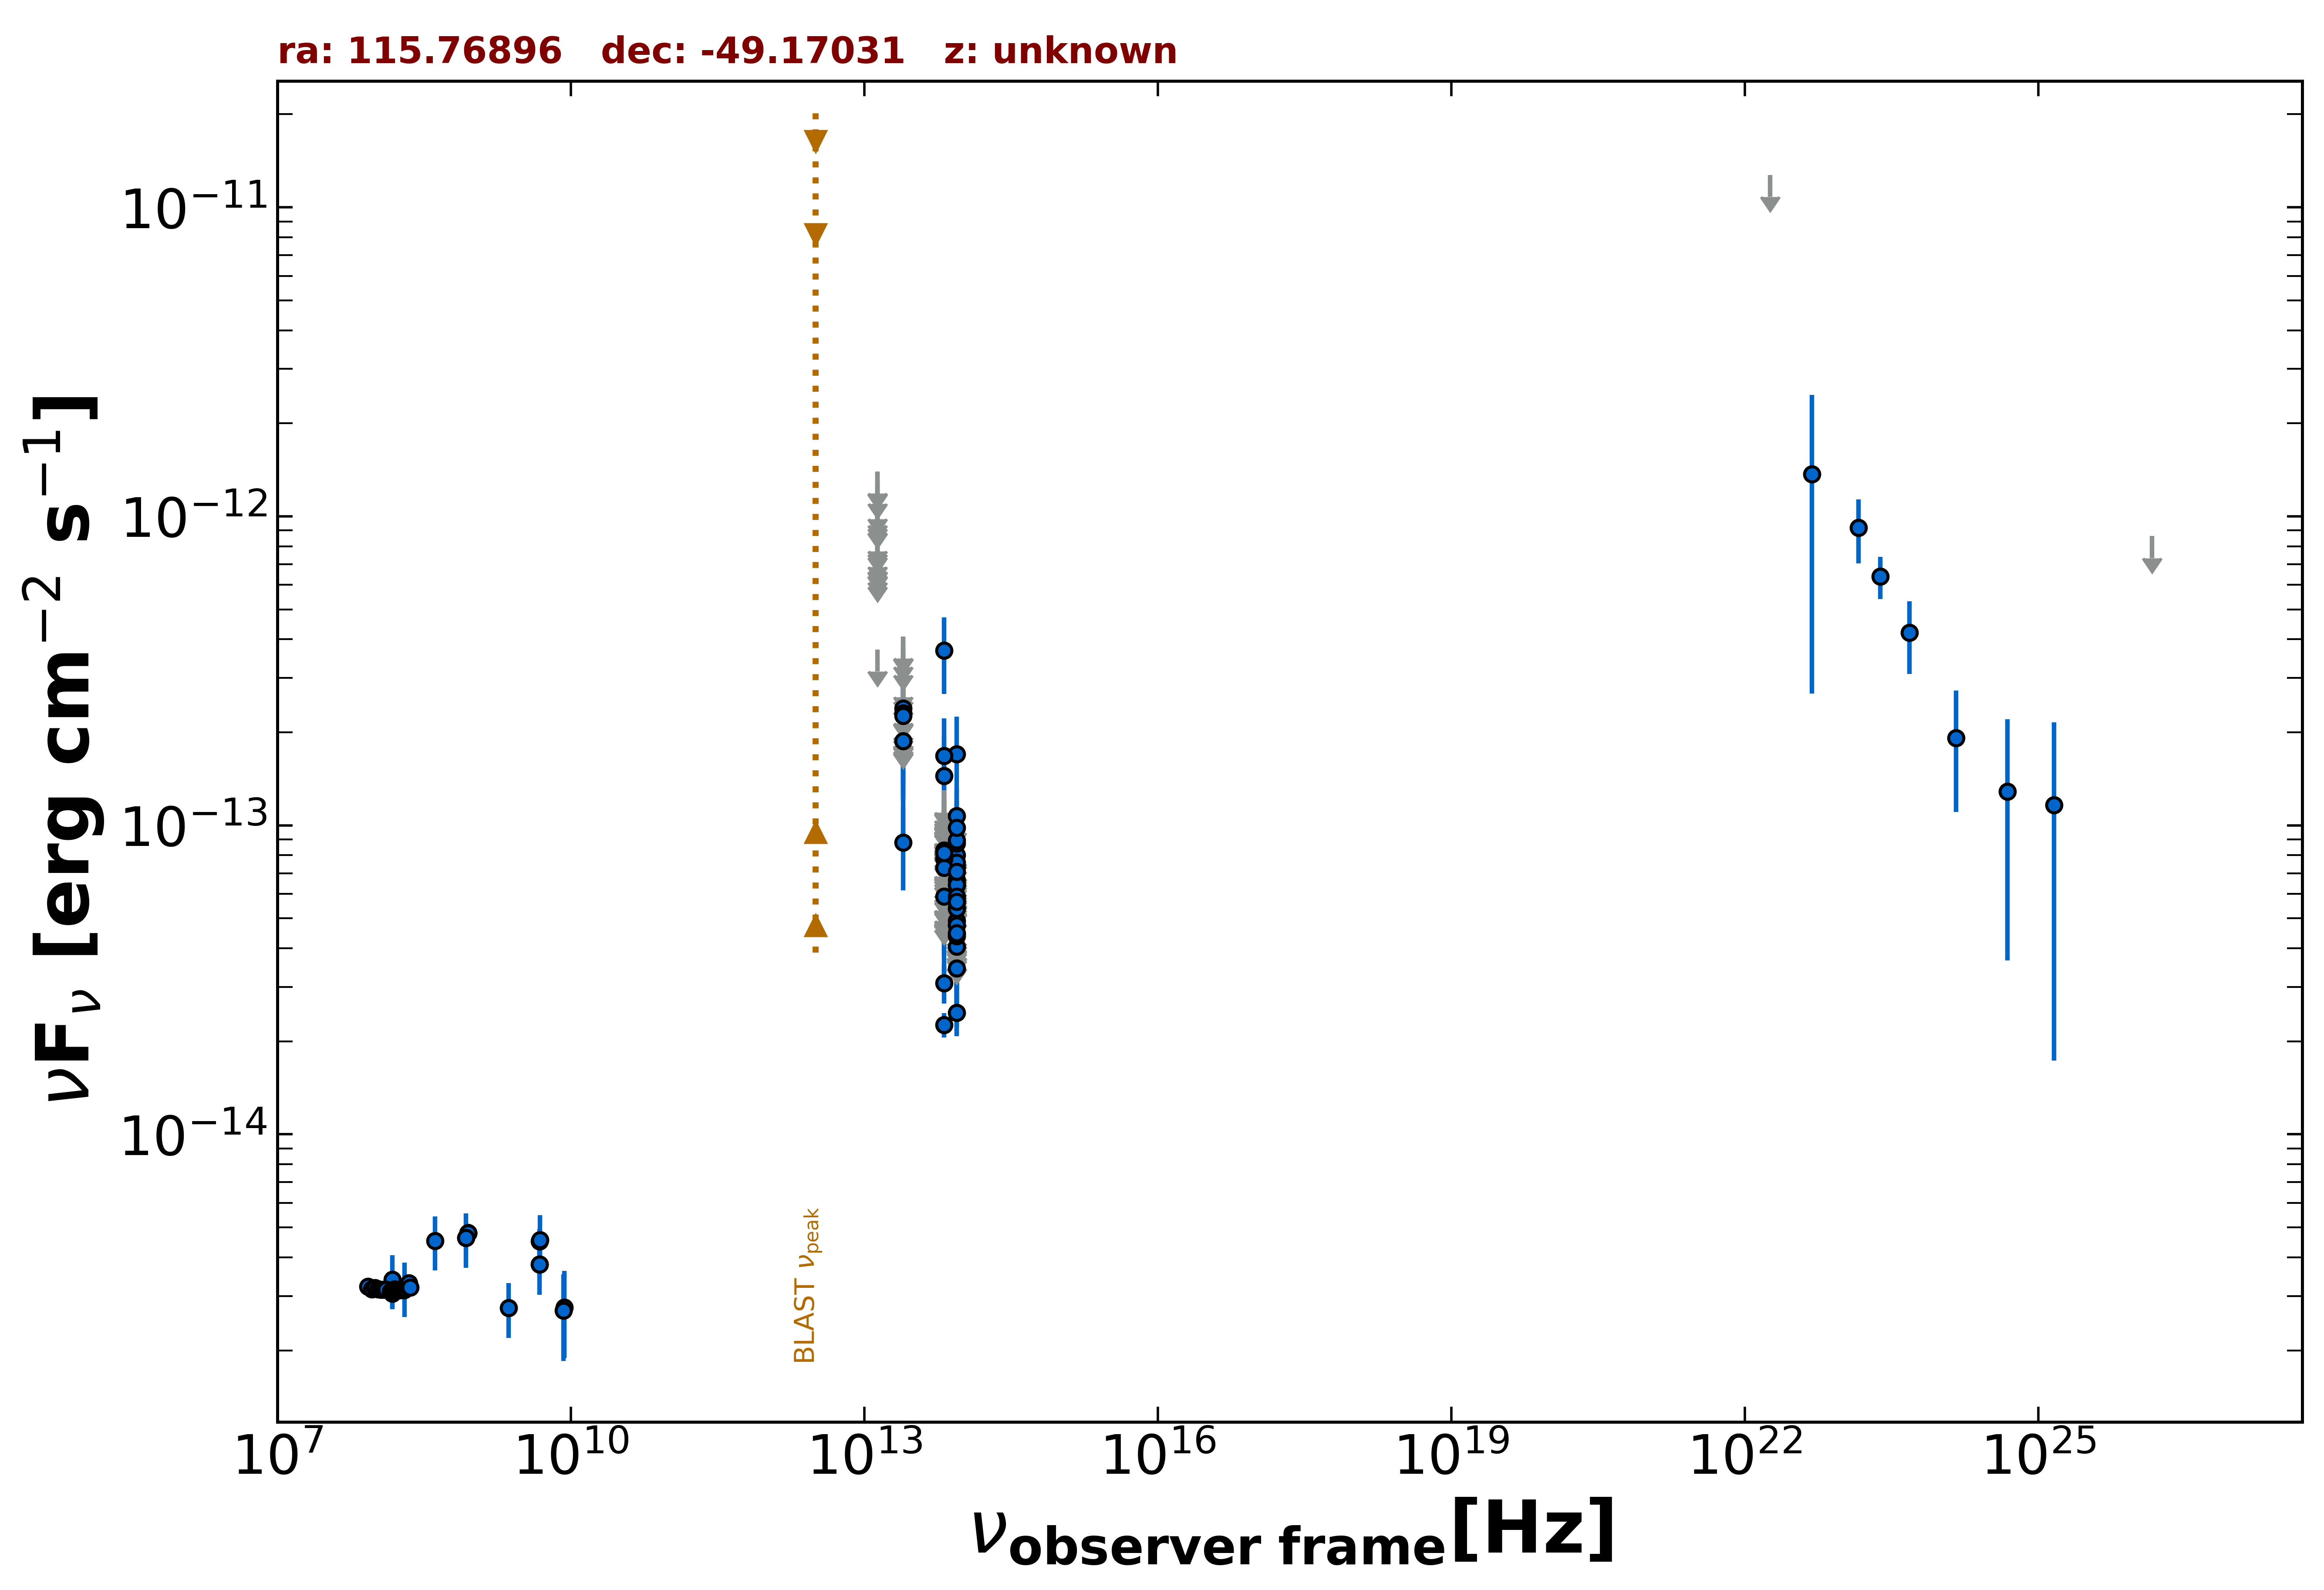 ra: 115.76896   dec: -49.17031   z: unknown
νFν [erg cm−2 s−1]
10−11
10−12
10−13
10−14
BLAST νpeak
107 1010 1013 1016 1019 1022 1025
νobserver frame[Hz]